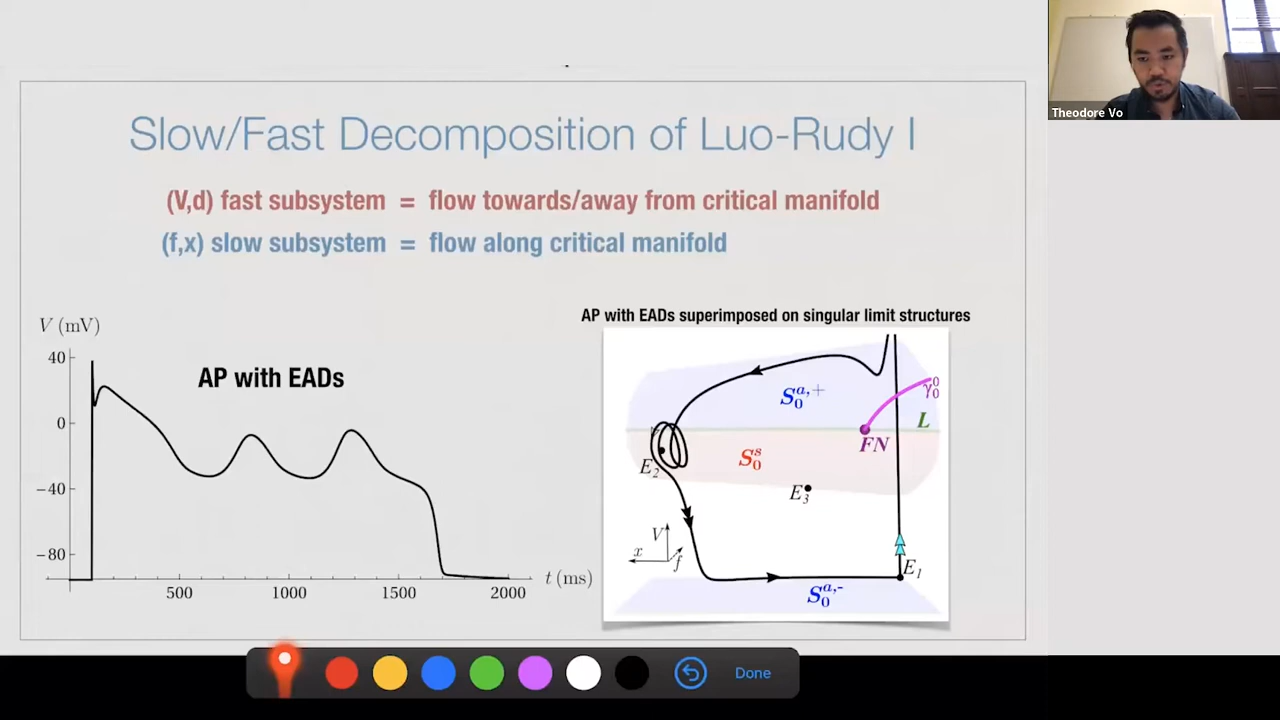 Theodore Vo
Slow/Fast Decomposition of Luo-Rudy I
(V,d) fast subsystem = flow towards/away from critical manifold
(f,x) slow subsystem = flow along critical manifold
V (mV)
40
0
−40
−80
AP with EADs
500
1000
1500
2000
t (ms)
AP with EADs superimposed on singular limit structures
S₀ᵃ,⁺
γ₀⁰
L
FN
S₀ˢ
E₂
E₃
V
x
f
E₁
S₀ᵃ,⁻
Done